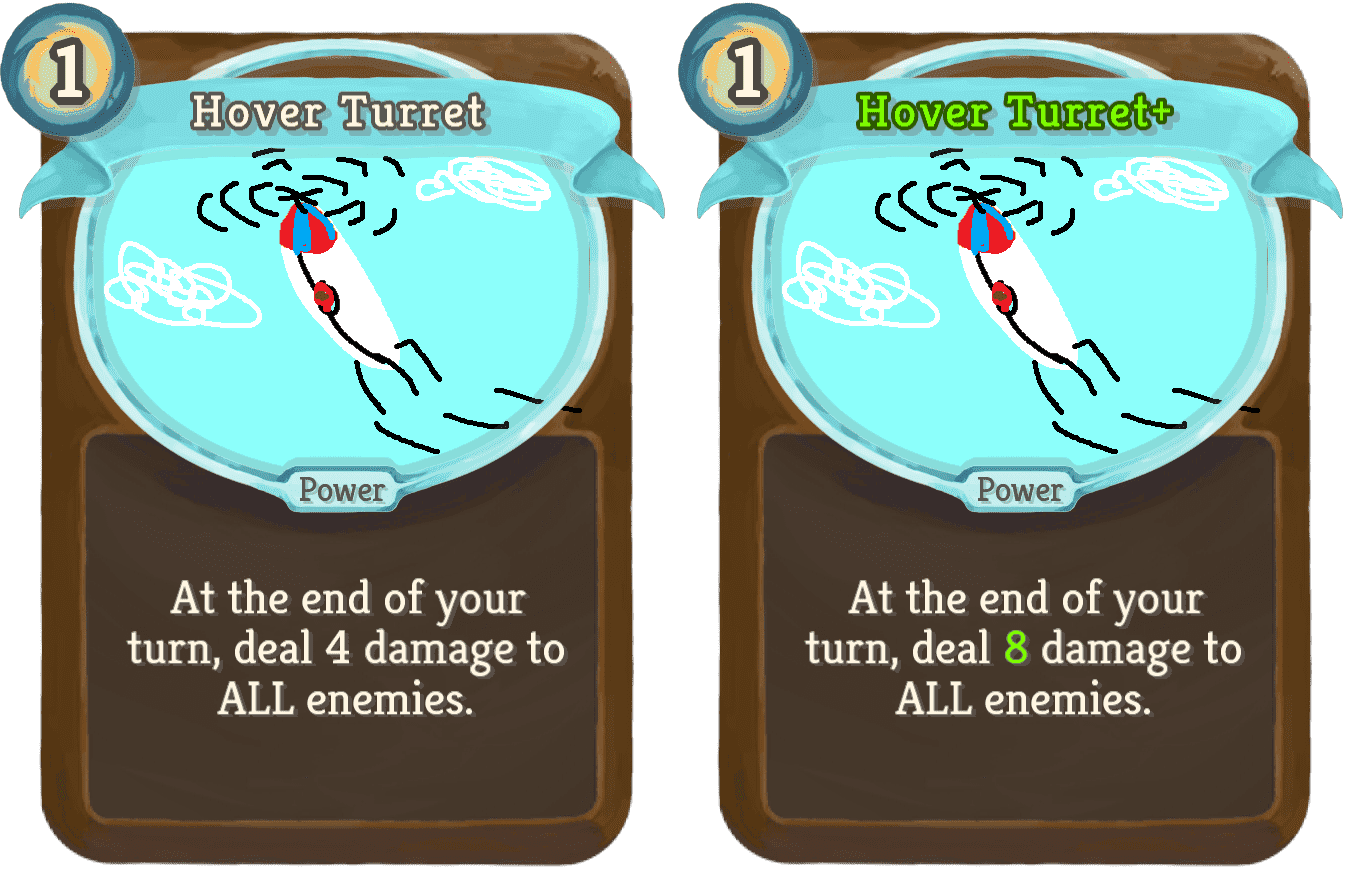 1
Hover Turret
Power
At the end of your
turn, deal 4 damage to
ALL enemies.
1
Hover Turret+
Power
At the end of your
turn, deal 8 damage to
ALL enemies.